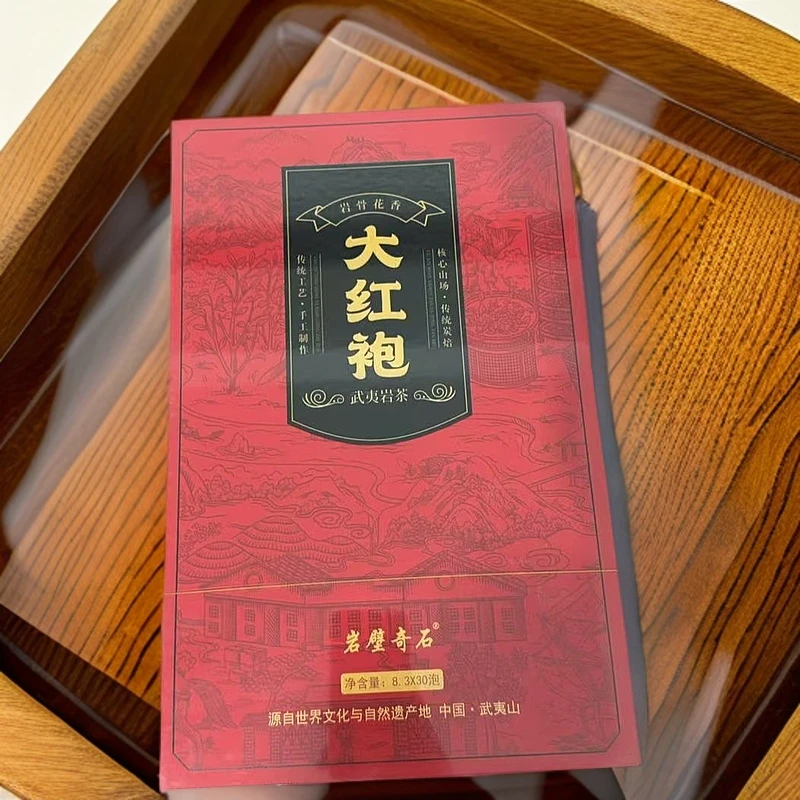 岩骨花香
大红袍
核心山场·传统炭焙
传统工艺·手工制作
武夷岩茶
岩壁奇石®
净含量：8.3X30泡
源自世界文化与自然遗产地 中国·武夷山